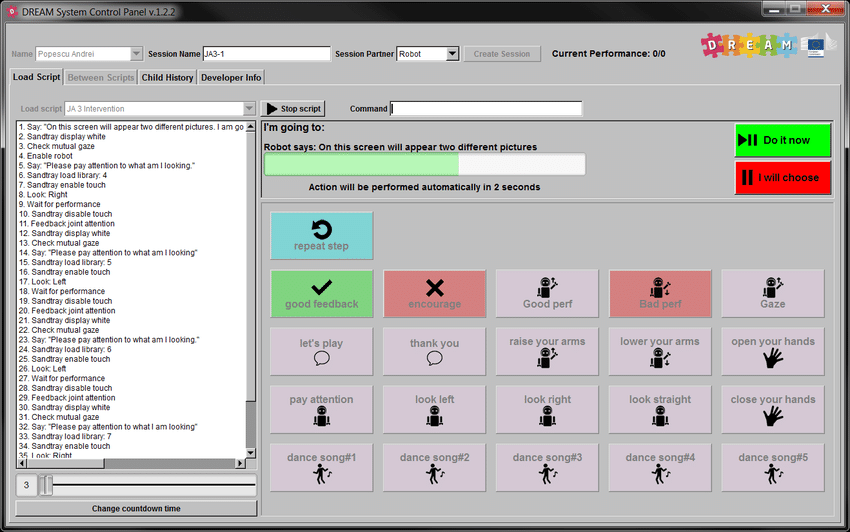 DREAM System Control Panel v.1.2.2
Name Popescu Andrei Session Name JA3-1 Session Partner Robot Create Session Current Performance: 0/0
DREAM
Load Script Between Scripts Child History Developer Info
Load script JA 3 Intervention Stop script Command
1. Say: "On this screen will appear two different pictures. I am go
2. Sandtray display white
3. Check mutual gaze
4. Enable robot
5. Say: "Please pay attention to what am I looking."
6. Sandtray load library: 4
7. Sandtray enable touch
8. Look: Right
9. Wait for performance
10. Sandtray disable touch
11. Feedback joint attention
12. Sandtray display white
13. Check mutual gaze
14. Say: "Please pay attention to what am I looking"
15. Sandtray load library: 5
16. Sandtray enable touch
17. Look: Left
18. Wait for performance
19. Sandtray disable touch
20. Feedback joint attention
21. Sandtray display white
22. Check mutual gaze
23. Say: "Please pay attention to what am I looking."
24. Sandtray load library: 6
25. Sandtray enable touch
26. Look: Left
27. Wait for performance
28. Sandtray disable touch
29. Feedback joint attention
30. Sandtray display white
31. Check mutual gaze
32. Say: "Please pay attention to what am I looking"
33. Sandtray load library: 7
34. Sandtray enable touch
35. Look: Right
3
Change countdown time
I'm going to:
Robot says: On this screen will appear two different pictures
Action will be performed automatically in 2 seconds
Do it now
I will choose
repeat step
good feedback encourage Good perf Bad perf Gaze
let's play thank you raise your arms lower your arms open your hands
pay attention look left look right look straight close your hands
dance song#1 dance song#2 dance song#3 dance song#4 dance song#5